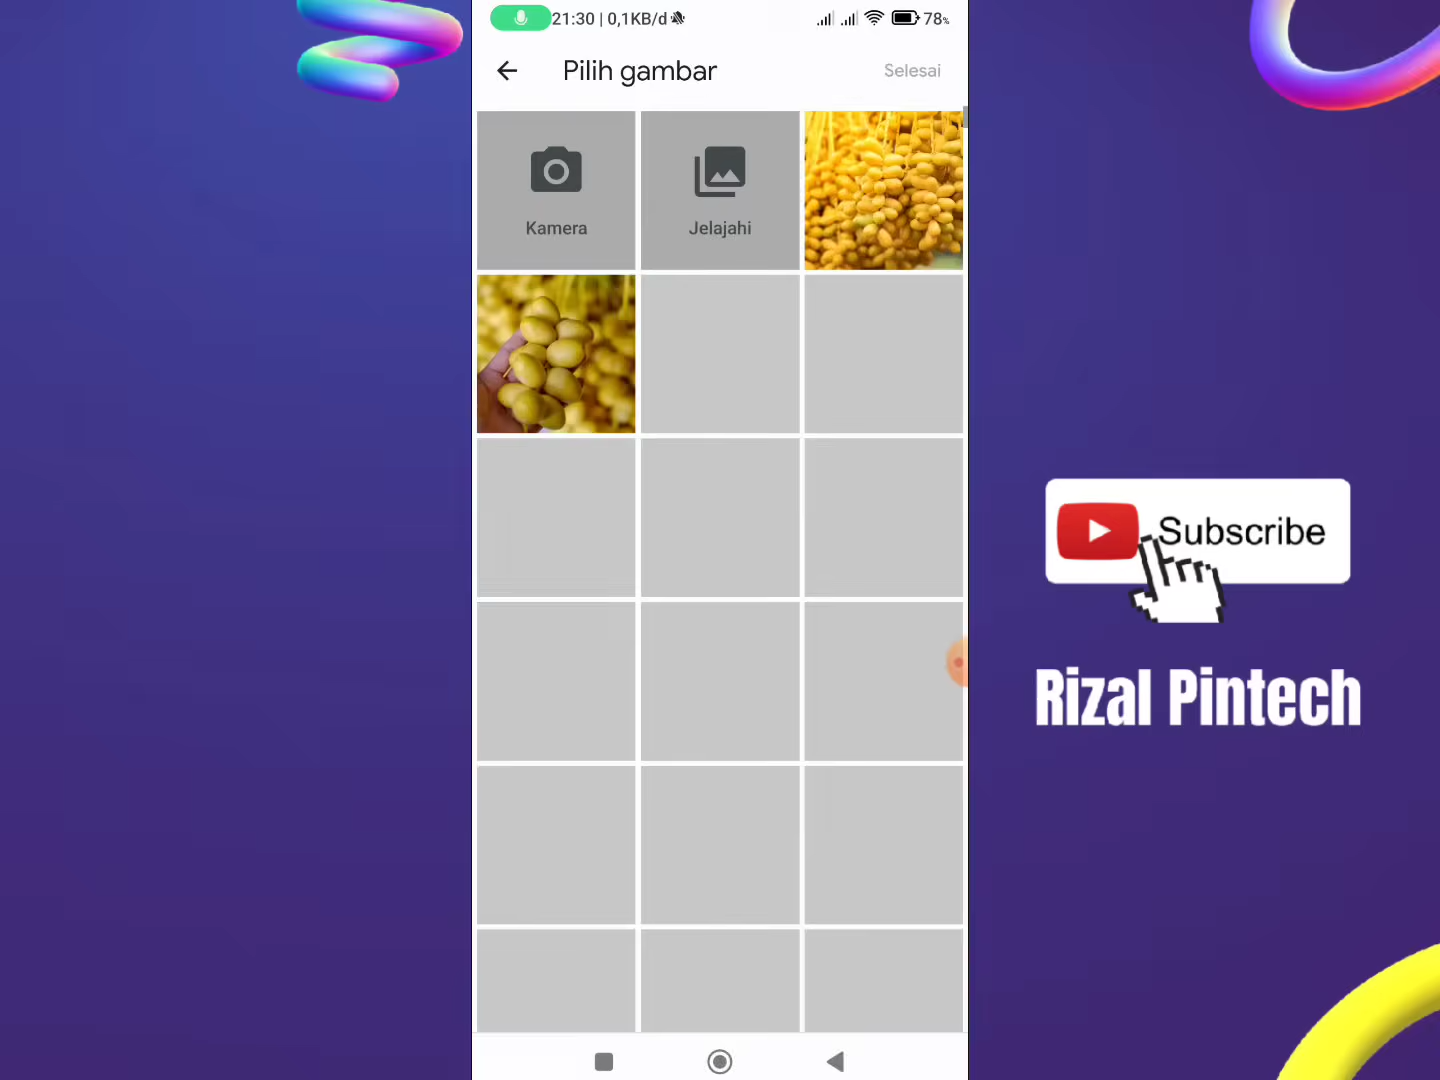 21:30 | 0,1KB/d
78%
Pilih gambar
Selesai
Kamera
Jelajahi
Subscribe
Rizal Pintech